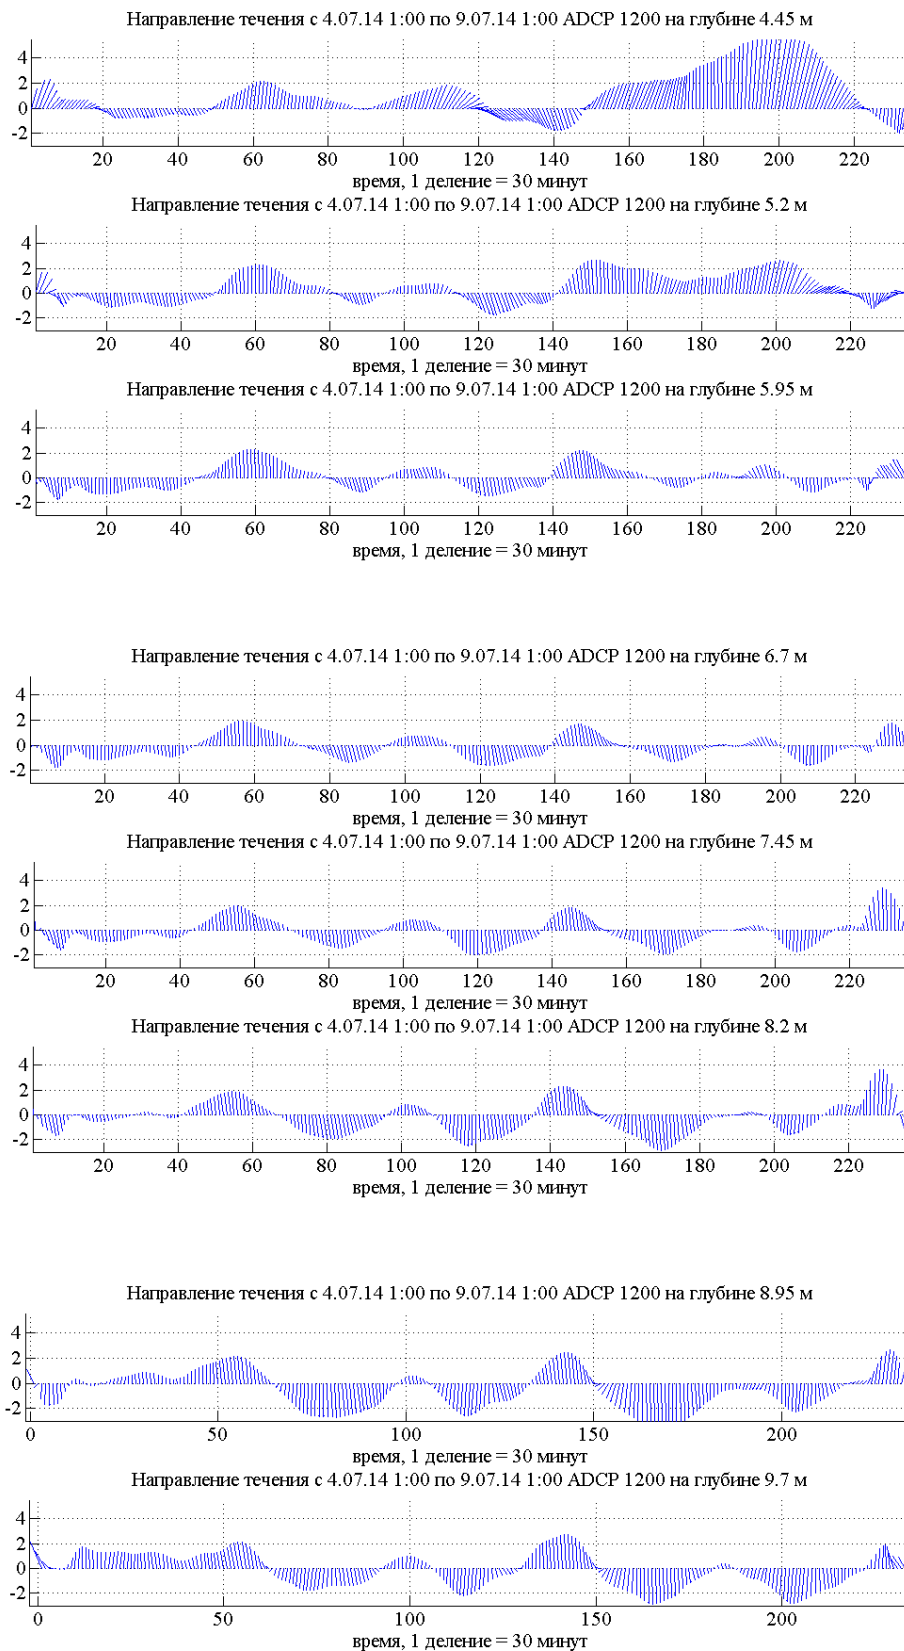 Направление течения с 4.07.14 1:00 по 9.07.14 1:00 ADCP 1200 на глубине 4.45 м
4
2
0
-2
20 40 60 80 100 120 140 160 180 200 220
время, 1 деление = 30 минут
Направление течения с 4.07.14 1:00 по 9.07.14 1:00 ADCP 1200 на глубине 5.2 м
4
2
0
-2
20 40 60 80 100 120 140 160 180 200 220
время, 1 деление = 30 минут
Направление течения с 4.07.14 1:00 по 9.07.14 1:00 ADCP 1200 на глубине 5.95 м
4
2
0
-2
20 40 60 80 100 120 140 160 180 200 220
время, 1 деление = 30 минут
Направление течения с 4.07.14 1:00 по 9.07.14 1:00 ADCP 1200 на глубине 6.7 м
4
2
0
-2
20 40 60 80 100 120 140 160 180 200 220
время, 1 деление = 30 минут
Направление течения с 4.07.14 1:00 по 9.07.14 1:00 ADCP 1200 на глубине 7.45 м
4
2
0
-2
20 40 60 80 100 120 140 160 180 200 220
время, 1 деление = 30 минут
Направление течения с 4.07.14 1:00 по 9.07.14 1:00 ADCP 1200 на глубине 8.2 м
4
2
0
-2
20 40 60 80 100 120 140 160 180 200 220
время, 1 деление = 30 минут
Направление течения с 4.07.14 1:00 по 9.07.14 1:00 ADCP 1200 на глубине 8.95 м
4
2
0
-2
0 50 100 150 200
время, 1 деление = 30 минут
Направление течения с 4.07.14 1:00 по 9.07.14 1:00 ADCP 1200 на глубине 9.7 м
4
2
0
-2
0 50 100 150 200
время, 1 деление = 30 минут